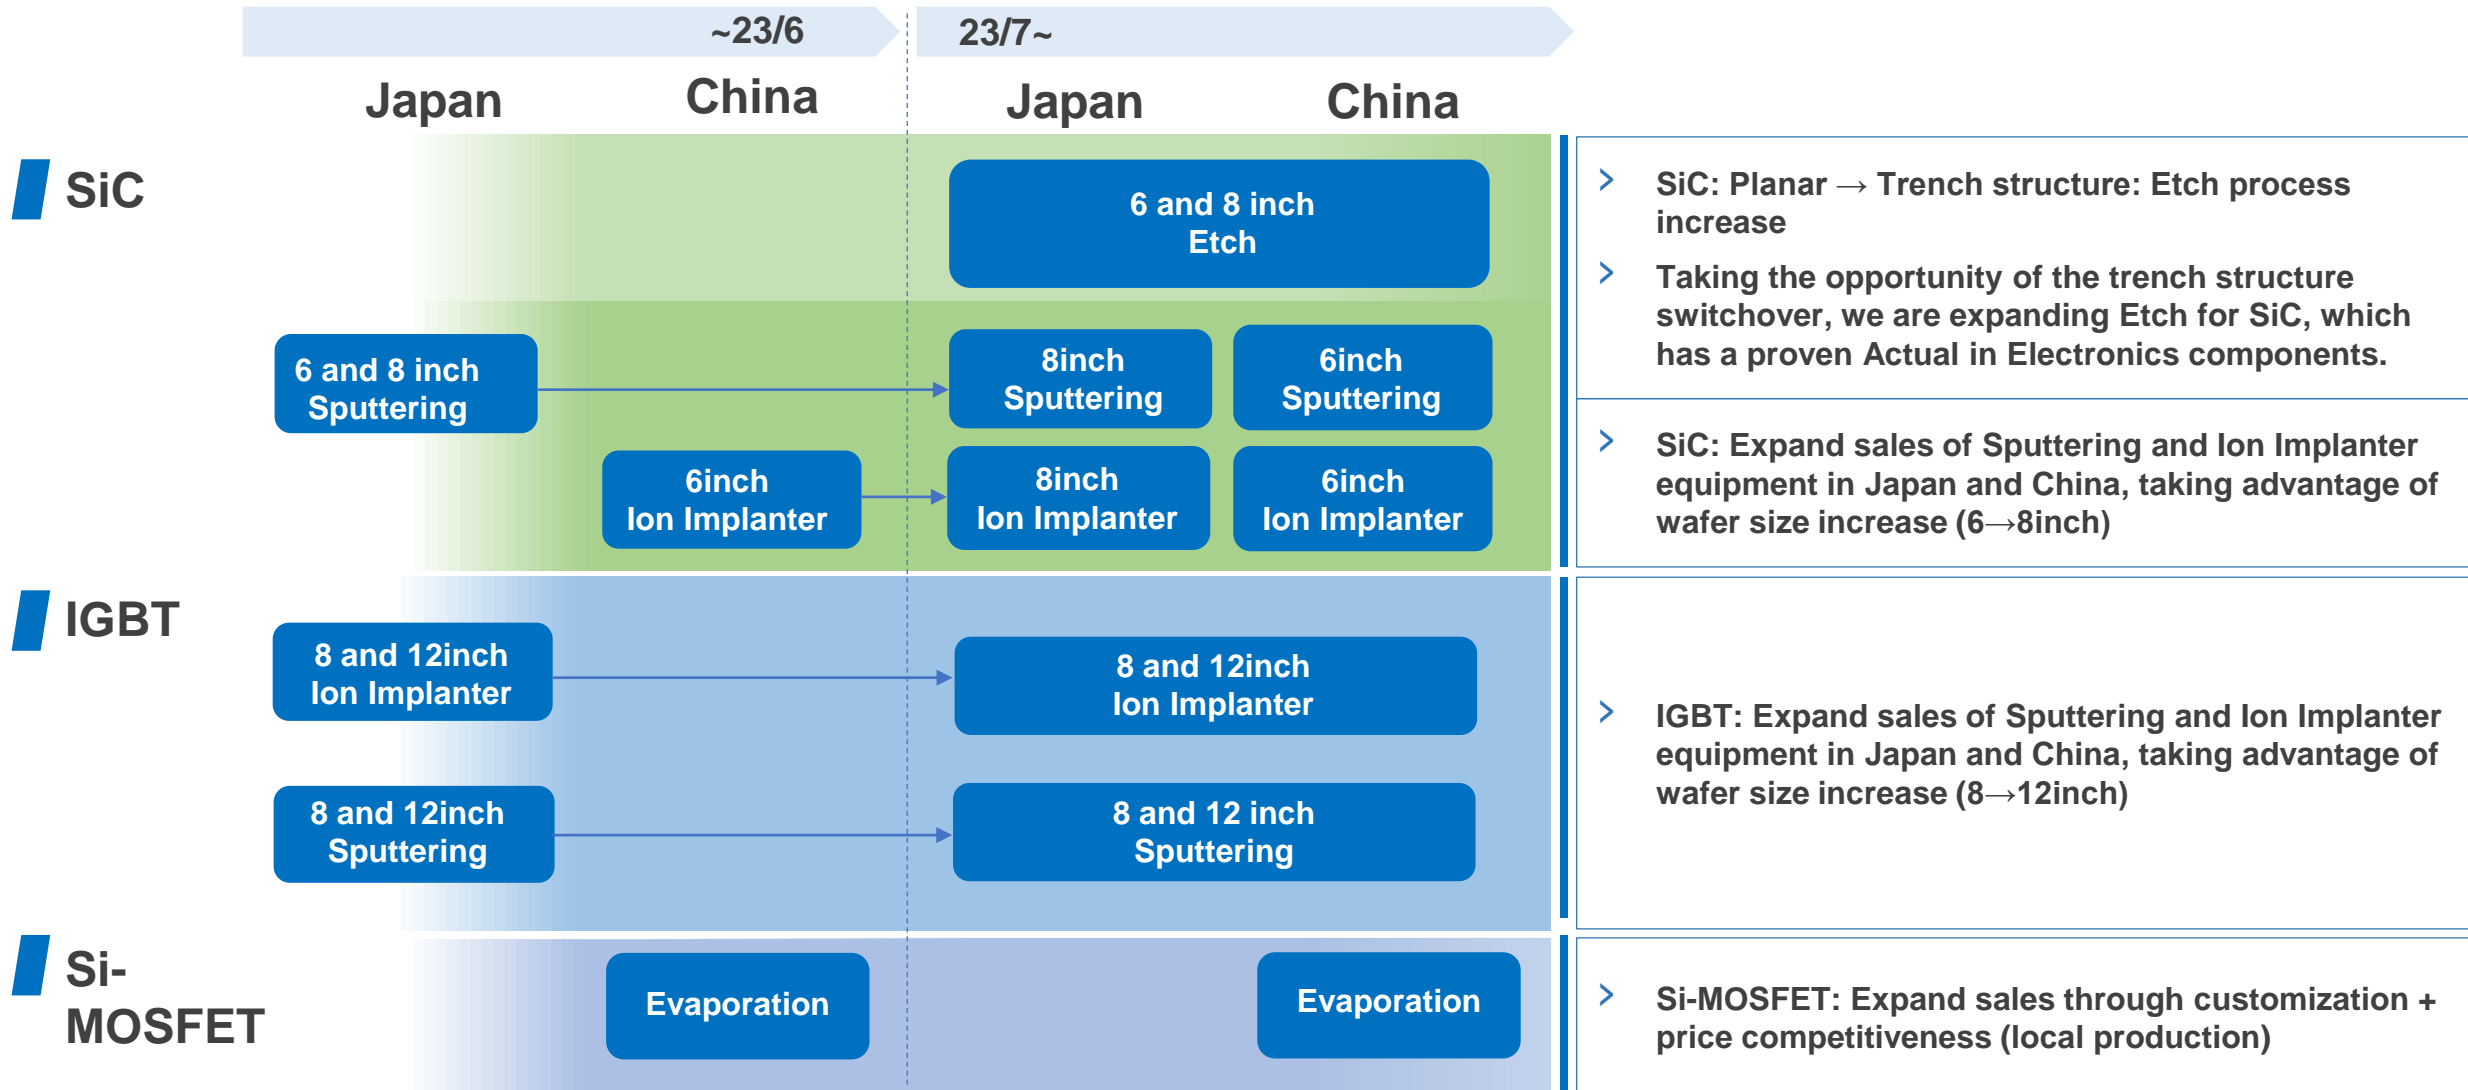 ~23/6
23/7~
Japan
China
Japan
China
SiC
6 and 8 inch
Etch
6 and 8 inch
Sputtering
8inch
Sputtering
6inch
Sputtering
6inch
Ion Implanter
8inch
Ion Implanter
6inch
Ion Implanter
> SiC: Planar → Trench structure: Etch process
increase
> Taking the opportunity of the trench structure
switchover, we are expanding Etch for SiC, which
has a proven Actual in Electronics components.
> SiC: Expand sales of Sputtering and Ion Implanter
equipment in Japan and China, taking advantage of
wafer size increase (6→8inch)
IGBT
8 and 12inch
Ion Implanter
8 and 12inch
Ion Implanter
8 and 12inch
Sputtering
8 and 12 inch
Sputtering
> IGBT: Expand sales of Sputtering and Ion Implanter
equipment in Japan and China, taking advantage of
wafer size increase (8→12inch)
Si-
MOSFET
Evaporation
Evaporation
> Si-MOSFET: Expand sales through customization +
price competitiveness (local production)